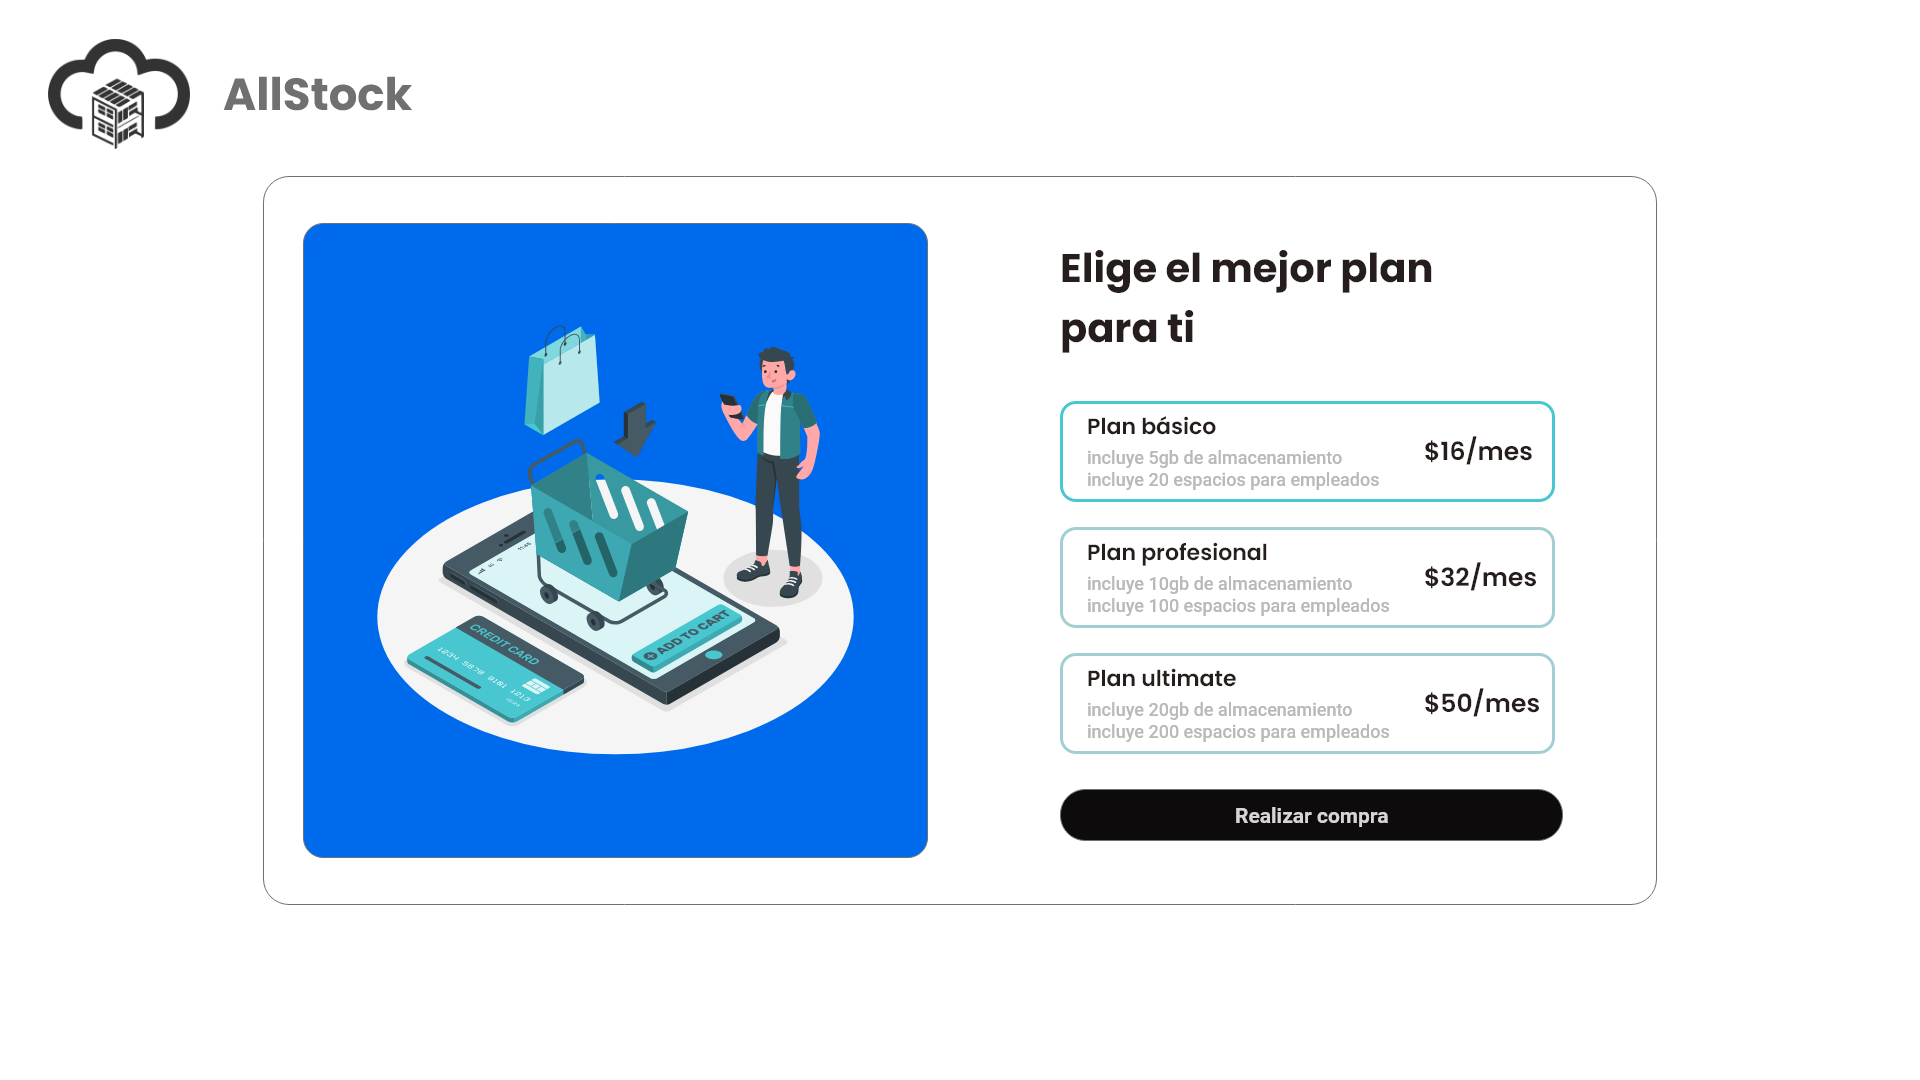 AllStock
Elige el mejor plan
para ti
Plan básico
incluye 5gb de almacenamiento
incluye 20 espacios para empleados
$16/mes
Plan profesional
incluye 10gb de almacenamiento
incluye 100 espacios para empleados
$32/mes
Plan ultimate
incluye 20gb de almacenamiento
incluye 200 espacios para empleados
$50/mes
Realizar compra
ADD TO CART
CREDIT CARD
1234 5678 9101 1213